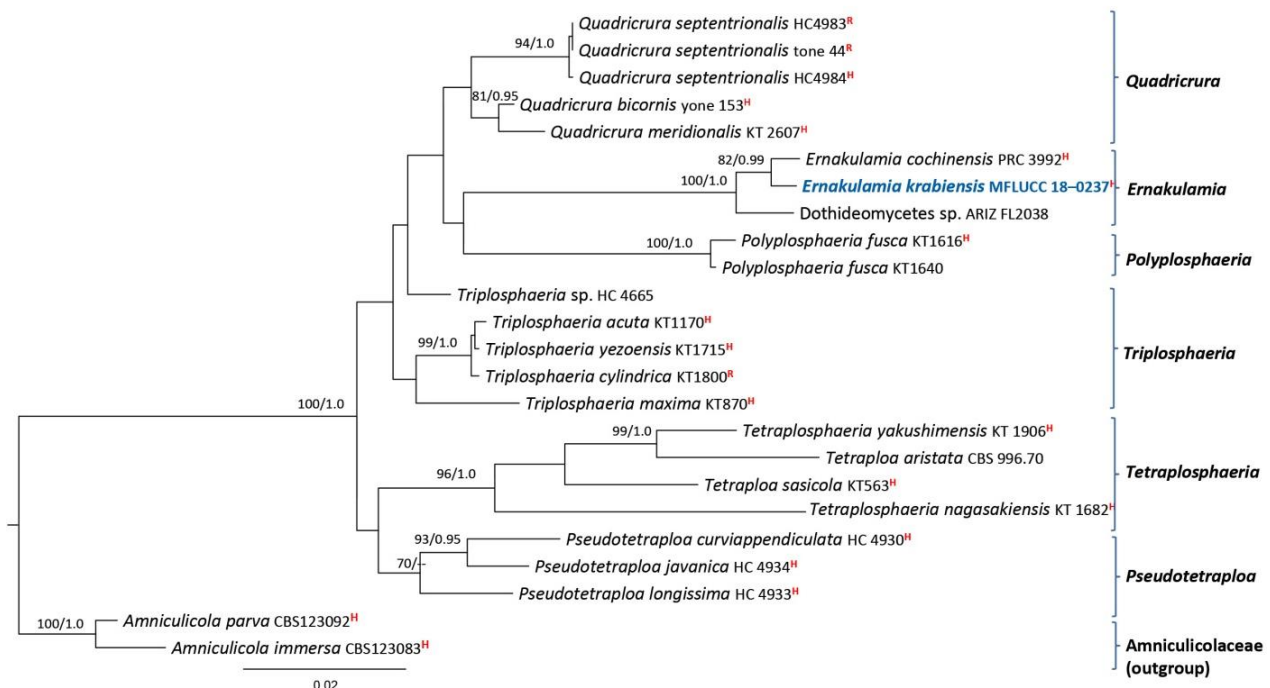 Quadricrura septentrionalis HC4983R
94/1.0
Quadricrura septentrionalis tone 44R
Quadricrura septentrionalis HC4984H
Quadricrura
81/0.95
Quadricrura bicornis yone 153H
Quadricrura meridionalis KT 2607H
82/0.99
Ernakulamia cochinensis PRC 3992H
100/1.0
Ernakulamia krabiensis MFLUCC 18–0237H
Ernakulamia
Dothideomycetes sp. ARIZ FL2038
100/1.0
Polyplosphaeria fusca KT1616H
Polyplosphaeria
Polyplosphaeria fusca KT1640
Triplosphaeria sp. HC 4665
Triplosphaeria acuta KT1170H
99/1.0
Triplosphaeria yezoensis KT1715H
Triplosphaeria
Triplosphaeria cylindrica KT1800R
100/1.0
Triplosphaeria maxima KT870H
99/1.0
Tetraplosphaeria yakushimensis KT 1906H
Tetraploa aristata CBS 996.70
96/1.0
Tetraplosphaeria
Tetraploa sasicola KT563H
Tetraplosphaeria nagasakiensis KT 1682H
93/0.95
Pseudotetraploa curviappendiculata HC 4930H
70/--
Pseudotetraploa javanica HC 4934H
Pseudotetraploa
Pseudotetraploa longissima HC 4933H
100/1.0
Amniculicola parva CBS123092H
Amniculicola immersa CBS123083H
Amniculicolaceae
(outgroup)
0.02